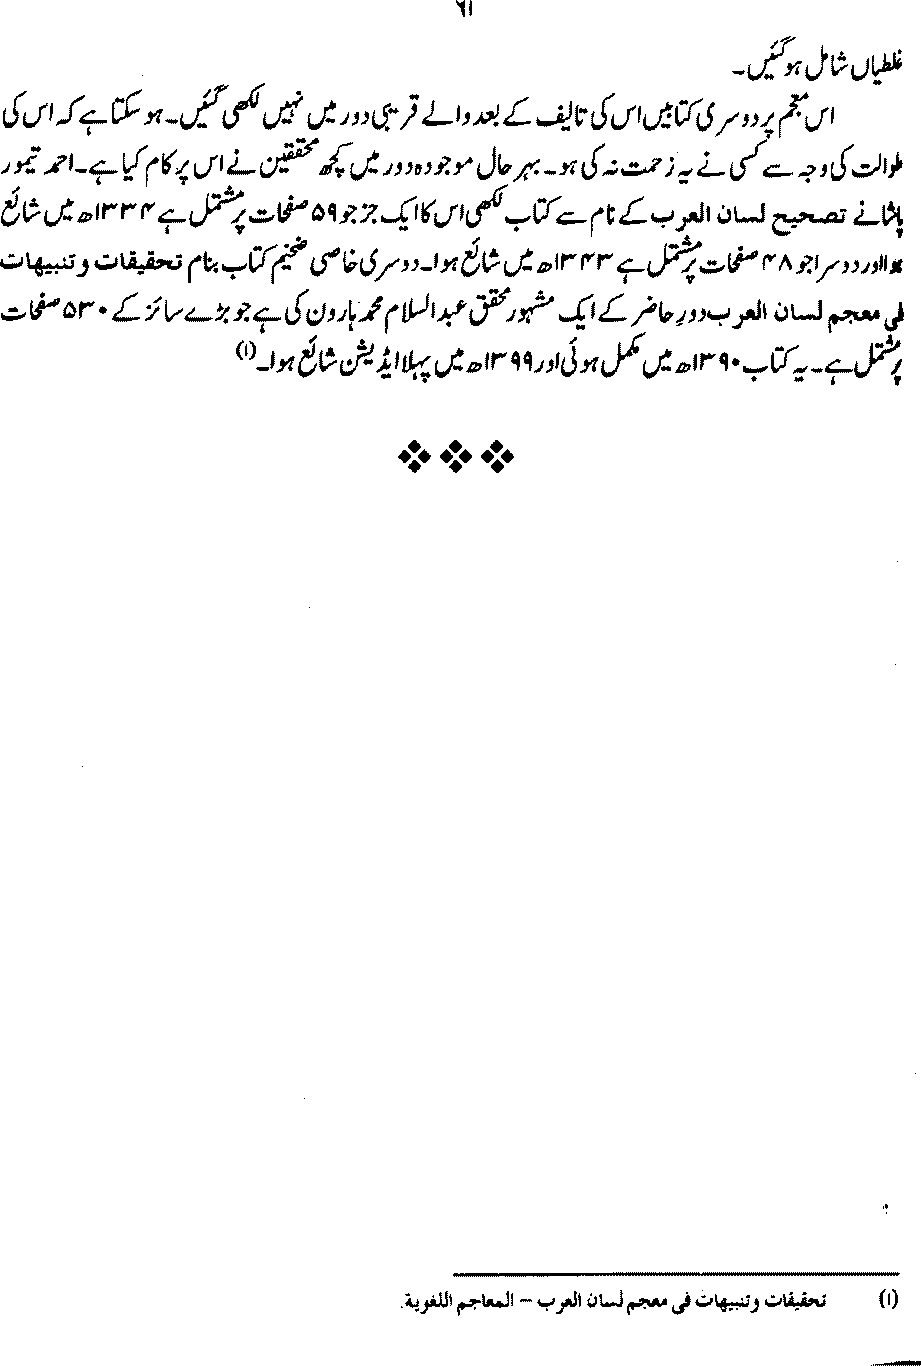 ۶۱
غلطیاں شامل ہوگئیں۔
اس معجم پر دوسری کتابیں اس کی تالیف کے بعد والے قریبی دور میں نہیں لکھی گئیں۔ ہو سکتا ہے کہ اس کی
طوالت کی وجہ سے کسی نے یہ زحمت نہ کی ہو۔ بہر حال موجودہ دور میں کچھ محققین نے اس پر کام کیا ہے۔ احمد تیمور
پاشا نے تصحیح لسان العرب کے نام سے کتاب لکھی اس کا ایک جز جو ۵۹ صفحات پر مشتمل ہے ۱۳۳۴ھ میں شائع
ہوا اور دوسرا جو ۴۸ صفحات پر مشتمل ہے ۱۳۴۳ھ میں شائع ہوا۔ دوسری خاصی ضخیم کتاب بنام تحقیقات و تنبیهات
فی معجم لسان العرب دورِ حاضر کے ایک مشہور محقق عبدالسلام محمد ہارون کی ہے جو بڑے سائز کے ۵۳۰ صفحات
پر مشتمل ہے۔ یہ کتاب ۱۳۹۰ھ میں مکمل ہوئی اور ۱۳۹۹ھ میں پہلا ایڈیشن شائع ہوا۔(۱)
(۱) تحقیقات وتنبیهات فی معجم لسان العرب – المعاجم اللغویة.